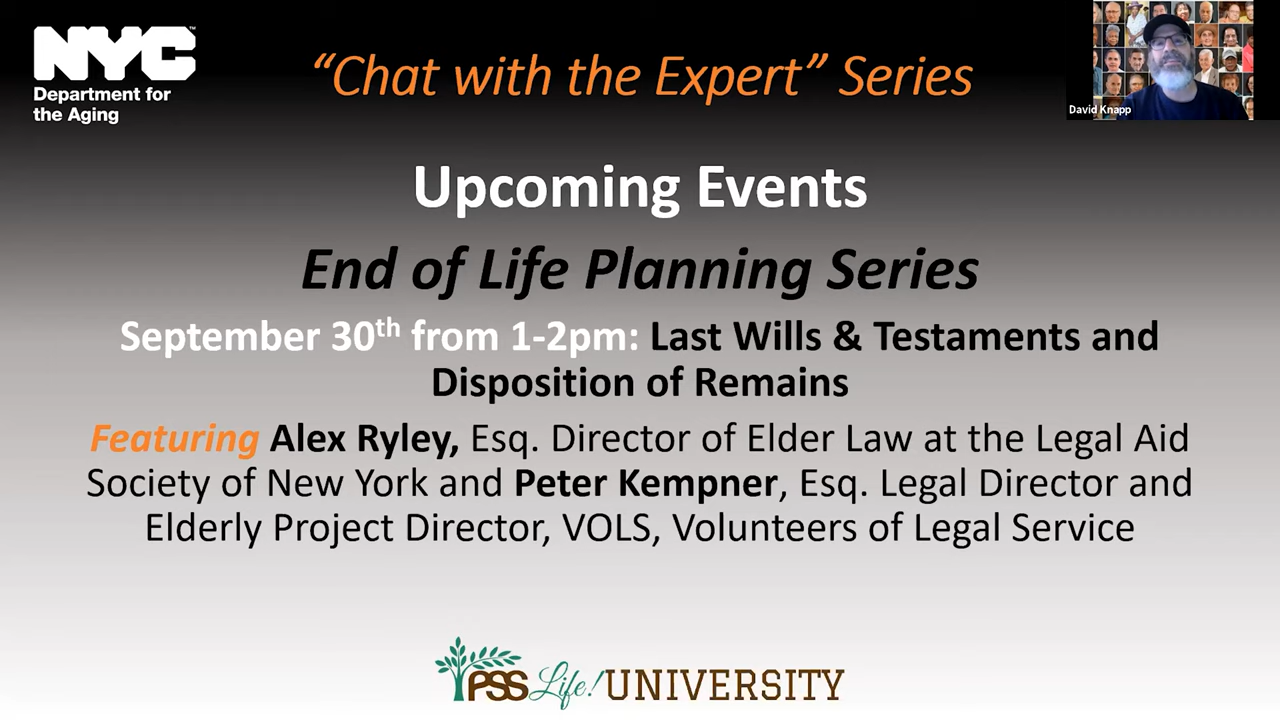 NYC
Department for
the Aging
“Chat with the Expert” Series
David Knapp
Upcoming Events
End of Life Planning Series
September 30th from 1-2pm: Last Wills & Testaments and
Disposition of Remains
Featuring Alex Ryley, Esq. Director of Elder Law at the Legal Aid
Society of New York and Peter Kempner, Esq. Legal Director and
Elderly Project Director, VOLS, Volunteers of Legal Service
PSS Life! UNIVERSITY